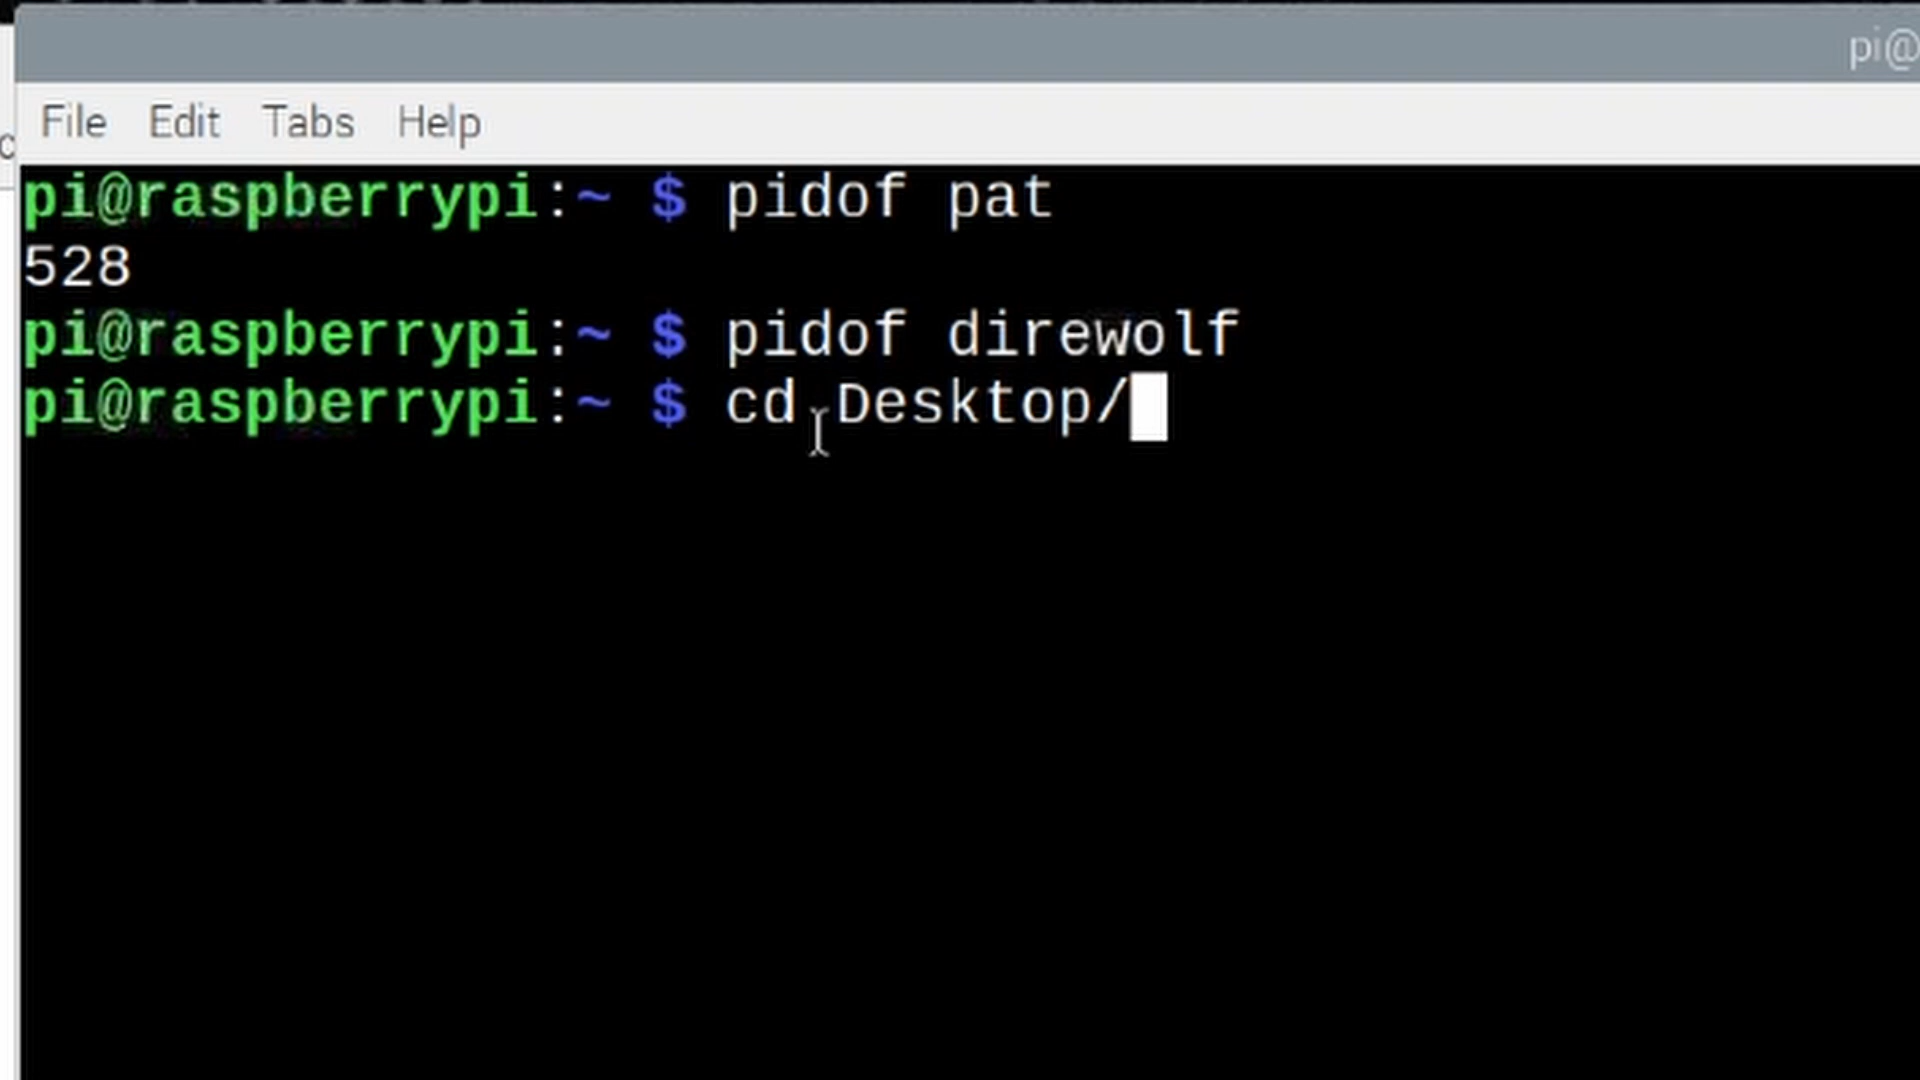 pi@
File Edit Tabs Help
pi@raspberrypi:~ $ pidof pat
528
pi@raspberrypi:~ $ pidof direwolf
pi@raspberrypi:~ $ cd Desktop/